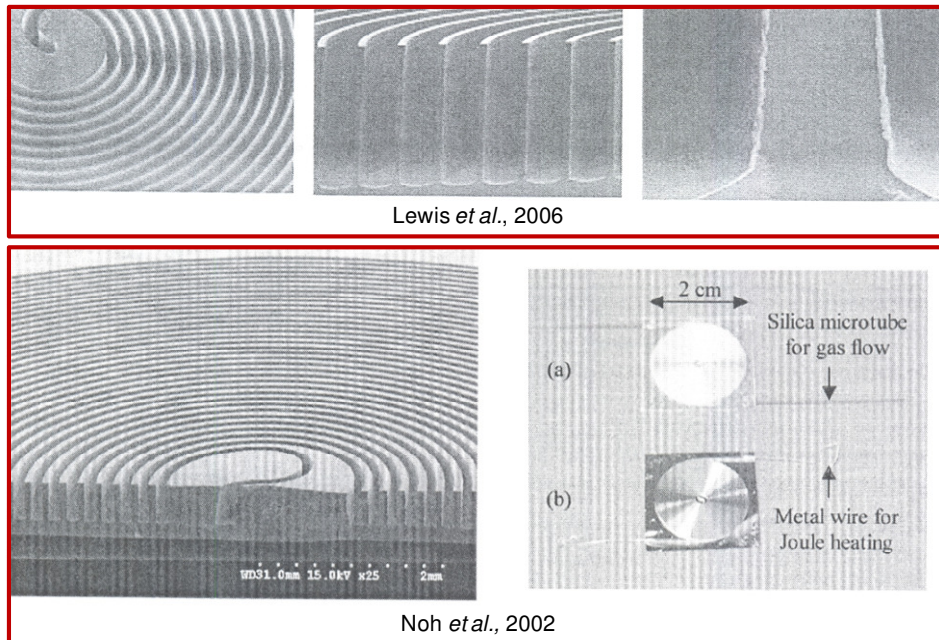 Lewis et al., 2006
2 cm
Silica microtube
for gas flow
(a)
(b)
Metal wire for
Joule heating
WD31.0mm 15.0kV x25 2mm
Noh et al., 2002